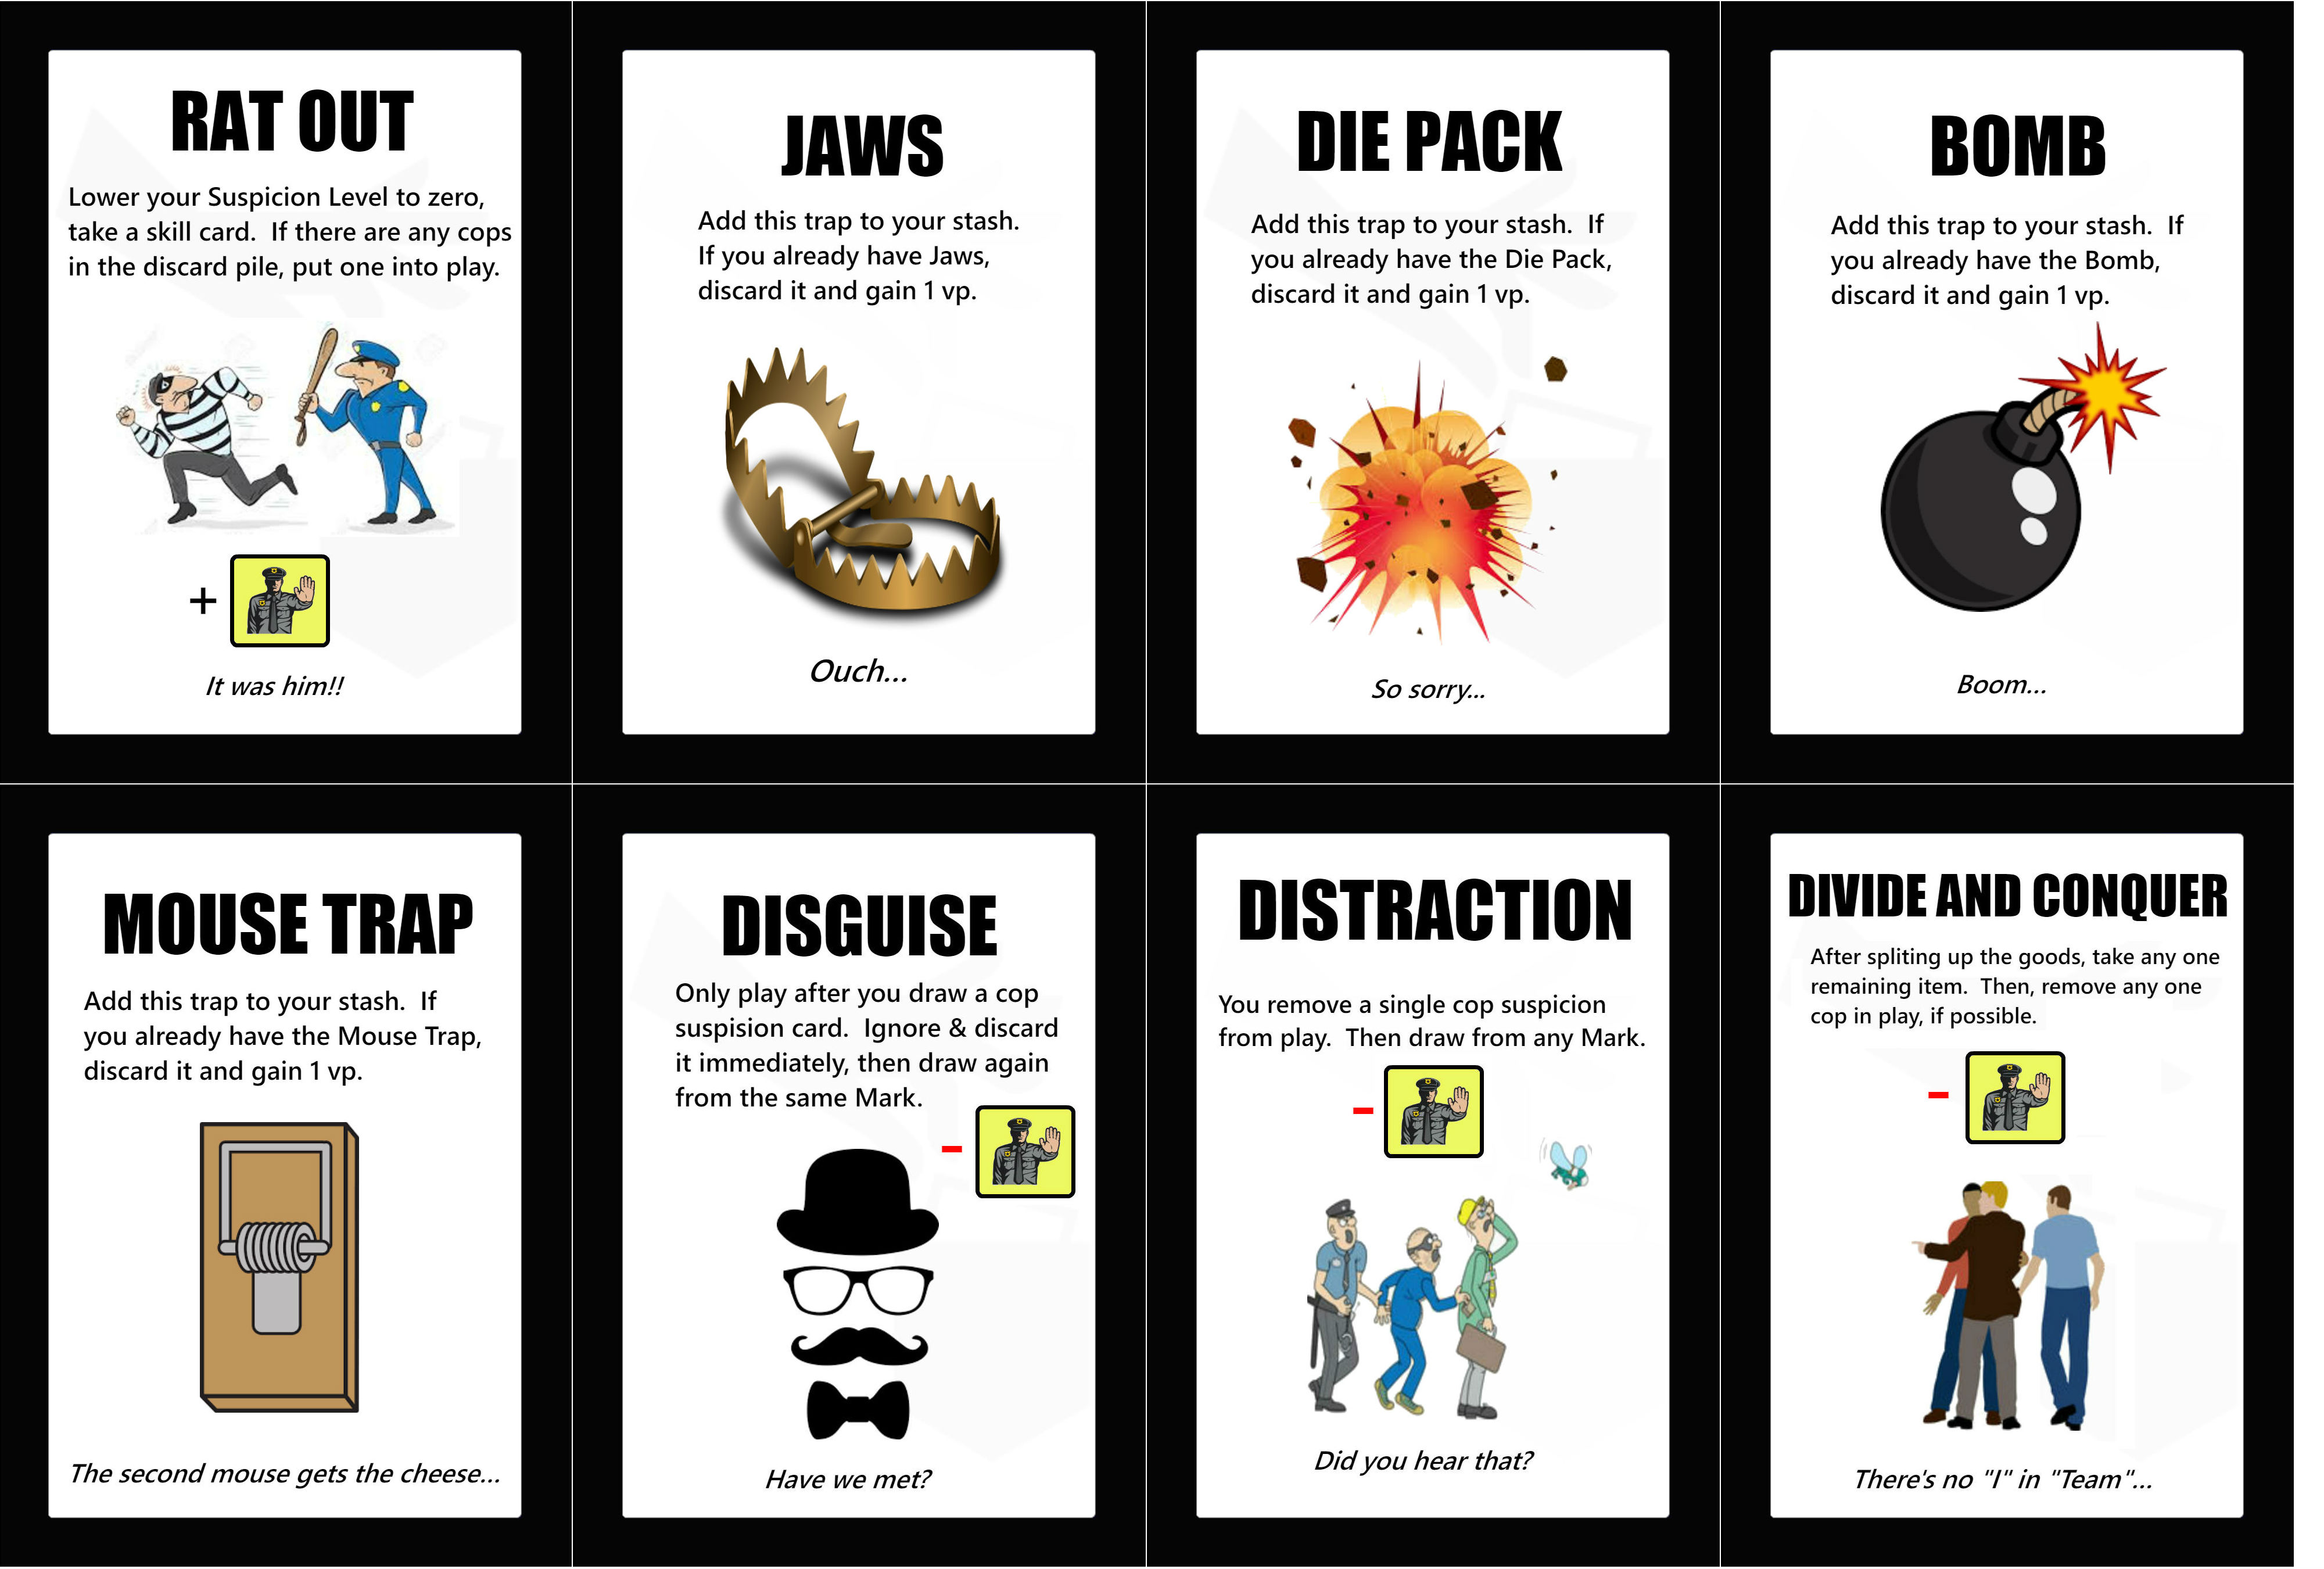 RAT OUT
Lower your Suspicion Level to zero,
take a skill card.  If there are any cops
in the discard pile, put one into play.
+
It was him!!
JAWS
Add this trap to your stash.
If you already have Jaws,
discard it and gain 1 vp.
Ouch...
DIE PACK
Add this trap to your stash.  If
you already have the Die Pack,
discard it and gain 1 vp.
So sorry...
BOMB
Add this trap to your stash.  If
you already have the Bomb,
discard it and gain 1 vp.
Boom...
MOUSE TRAP
Add this trap to your stash.  If
you already have the Mouse Trap,
discard it and gain 1 vp.
The second mouse gets the cheese...
DISGUISE
Only play after you draw a cop
suspision card.  Ignore & discard
it immediately, then draw again
from the same Mark.
-
Have we met?
DISTRACTION
You remove a single cop suspicion
from play.  Then draw from any Mark.
-
Did you hear that?
DIVIDE AND CONQUER
After spliting up the goods, take any one
remaining item.  Then, remove any one
cop in play, if possible.
-
There's no "I" in "Team"...